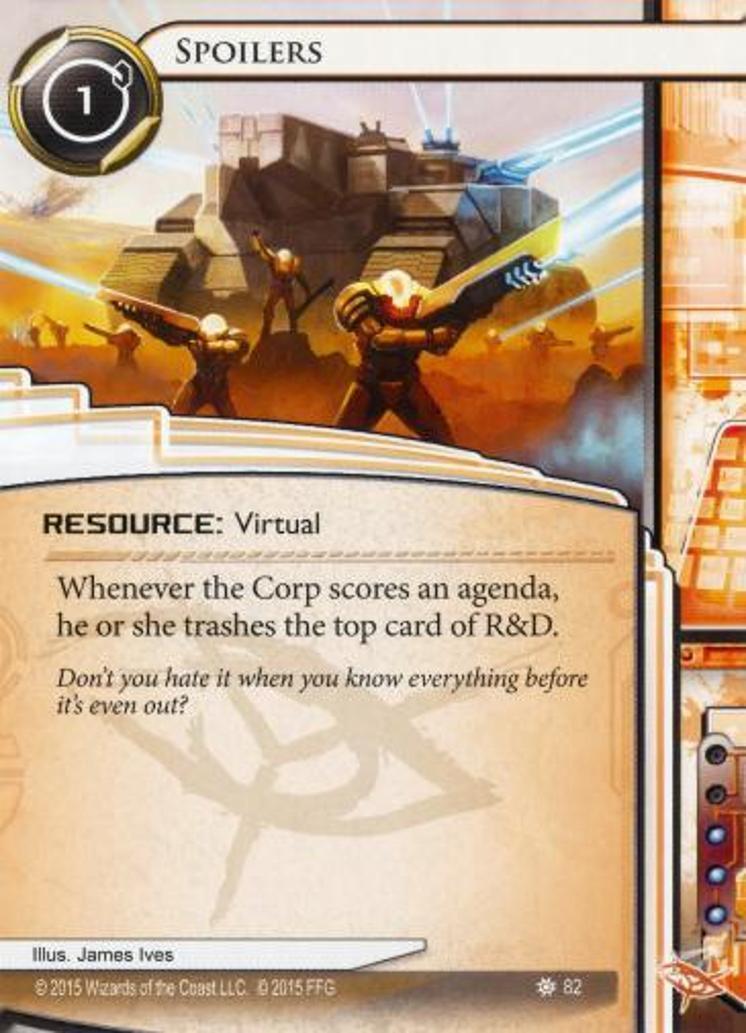 SPOILERS
1
RESOURCE: Virtual
Whenever the Corp scores an agenda,
he or she trashes the top card of R&D.
Don't you hate it when you know everything before
it's even out?
Illus. James Ives
© 2015 Wizards of the Coast LLC. © 2015 FFG
82